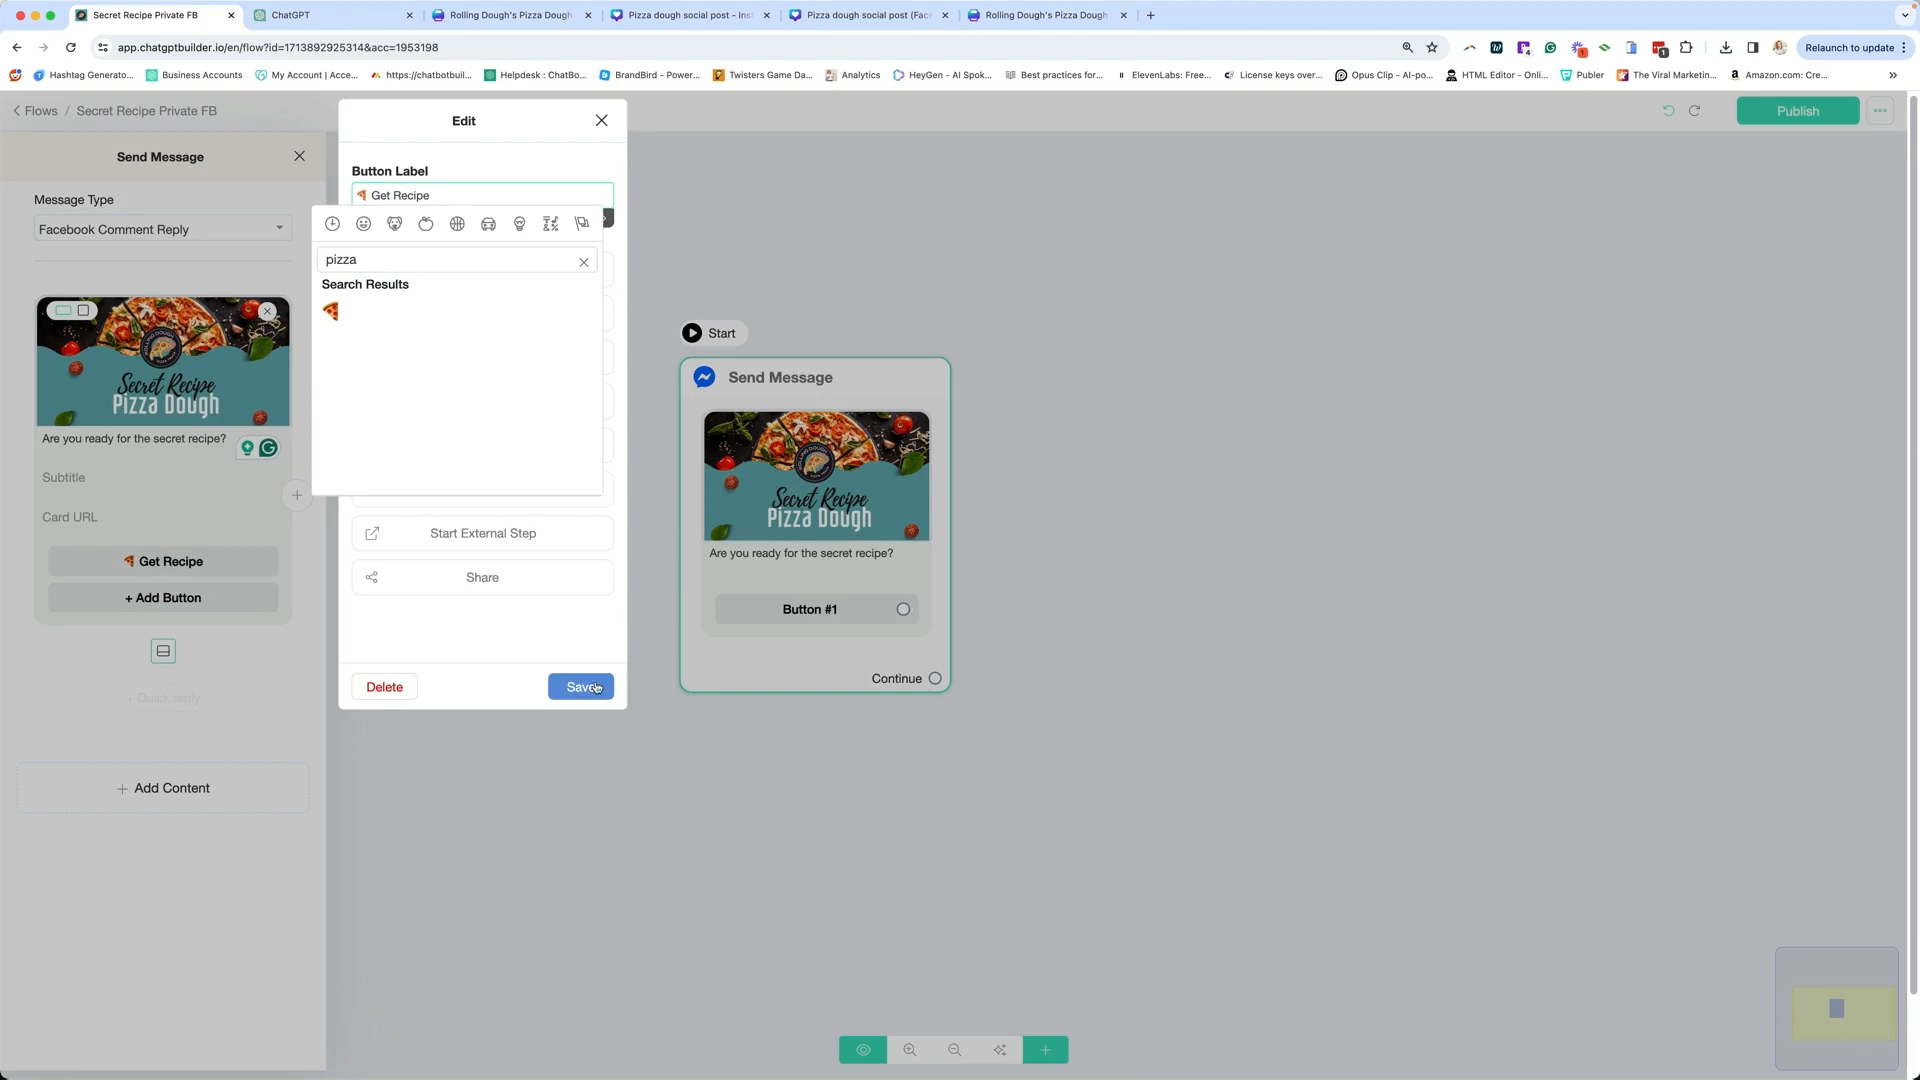 Secret Recipe Private FB
ChatGPT
Rolling Dough's Pizza Dough
Pizza dough social post - Ins
Pizza dough social post (Fac
Rolling Dough's Pizza Dough
app.chatgptbuilder.io/en/flow?id=1713892925314&acc=1953198
Relaunch to update
Hashtag Generato...
Business Accounts
My Account | Acce...
https://chatbotbuil...
Helpdesk : ChatBo...
BrandBird - Power...
Twisters Game Da...
Analytics
HeyGen - AI Spok...
Best practices for...
ElevenLabs: Free...
License keys over...
Opus Clip - AI-po...
HTML Editor - Onli...
Publer
The Viral Marketin...
Amazon.com: Cre...
Flows / Secret Recipe Private FB
Publish
Send Message
Message Type
Facebook Comment Reply
Secret Recipe
Pizza Dough
Are you ready for the secret recipe?
Subtitle
Card URL
🍕 Get Recipe
+ Add Button
+ Quick reply
+ Add Content
Edit
Button Label
🍕 Get Recipe
pizza
Search Results
🍕
Start External Step
Share
Delete
Save
Start
Send Message
Secret Recipe
Pizza Dough
Are you ready for the secret recipe?
Button #1
Continue